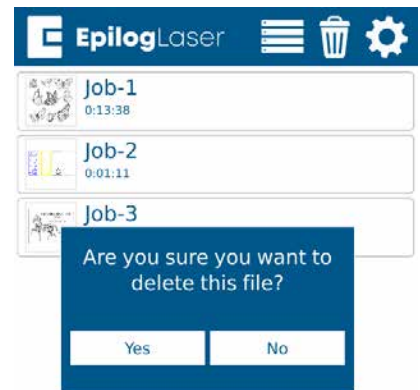 EpilogLaser
Job-1
0:13:38
Job-2
0:01:11
Job-3
Are you sure you want to
delete this file?
Yes
No